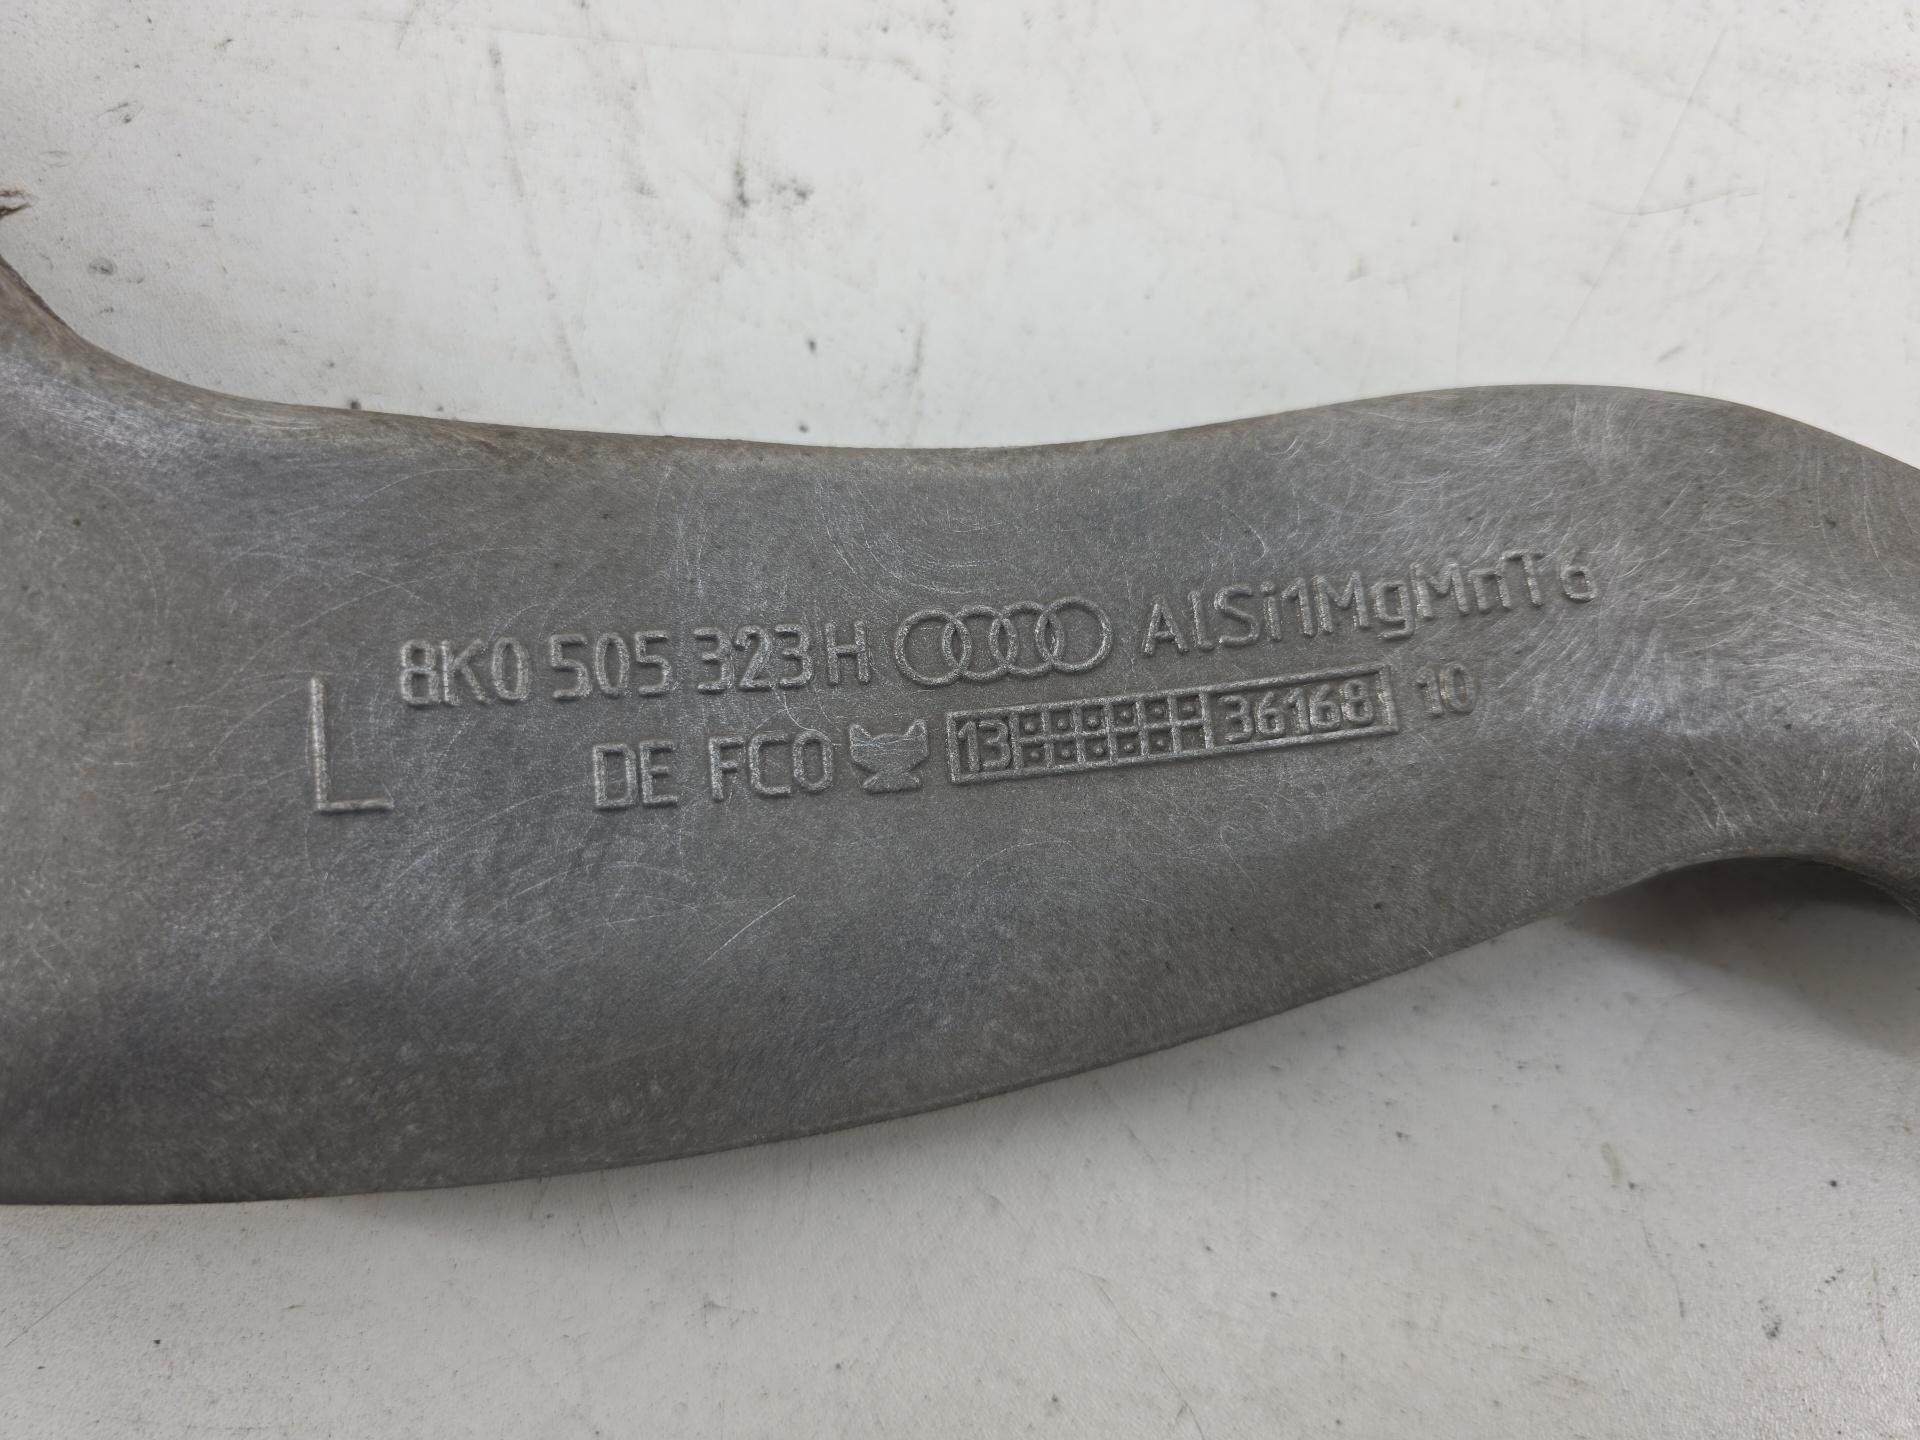 8K0 505 323 H AlSi1MgMnT6
L
DE FCO 13 36168 10